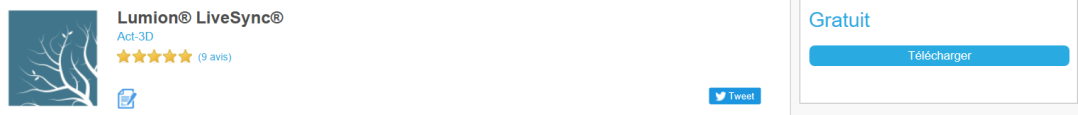 Lumion® LiveSync®
Act-3D
(9 avis)
Tweet
Gratuit
Télécharger